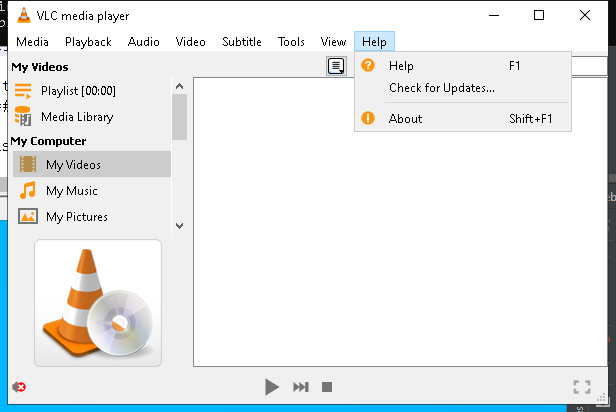 VLC media player
Media Playback Audio Video Subtitle Tools View Help
My Videos
Help F1
Playlist [00:00]
Check for Updates...
Media Library
About Shift+F1
My Computer
My Videos
My Music
My Pictures